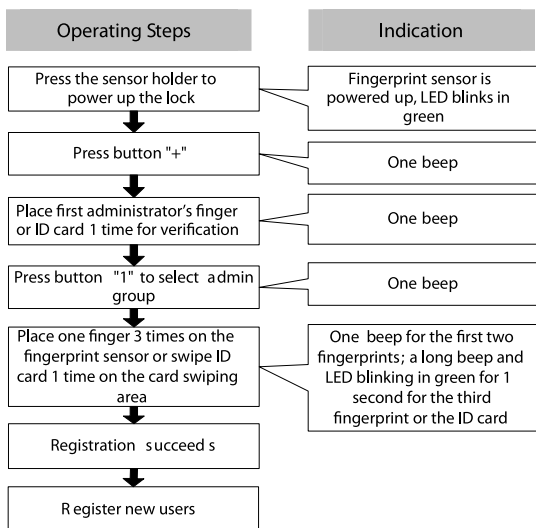 Operating Steps
Indication
Press the sensor holder to
power up the lock
Fingerprint sensor is
powered up, LED blinks in
green
Press button "+"
One beep
Place first administrator's finger
or ID card 1 time for verification
One beep
Press button "1" to select admin
group
One beep
Place one finger 3 times on the
fingerprint sensor or swipe ID
card 1 time on the card swiping
area
One beep for the first two
fingerprints; a long beep and
LED blinking in green for 1
second for the third
fingerprint or the ID card
Registration succeed s
R egister new users